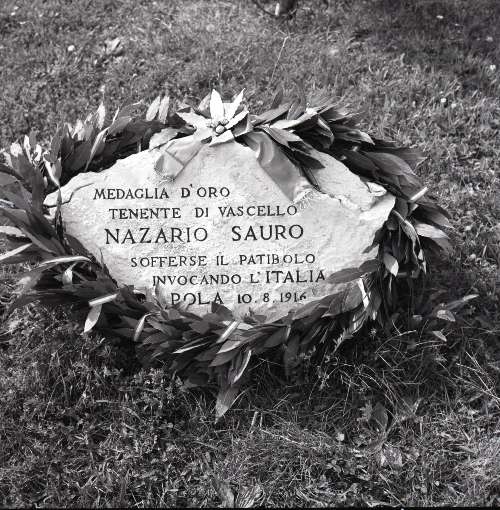 MEDAGLIA D'ORO
TENENTE DI VASCELLO
NAZARIO SAURO
SOFFERSE IL PATIBOLO
INVOCANDO L'ITALIA
POLA 10.8.1916